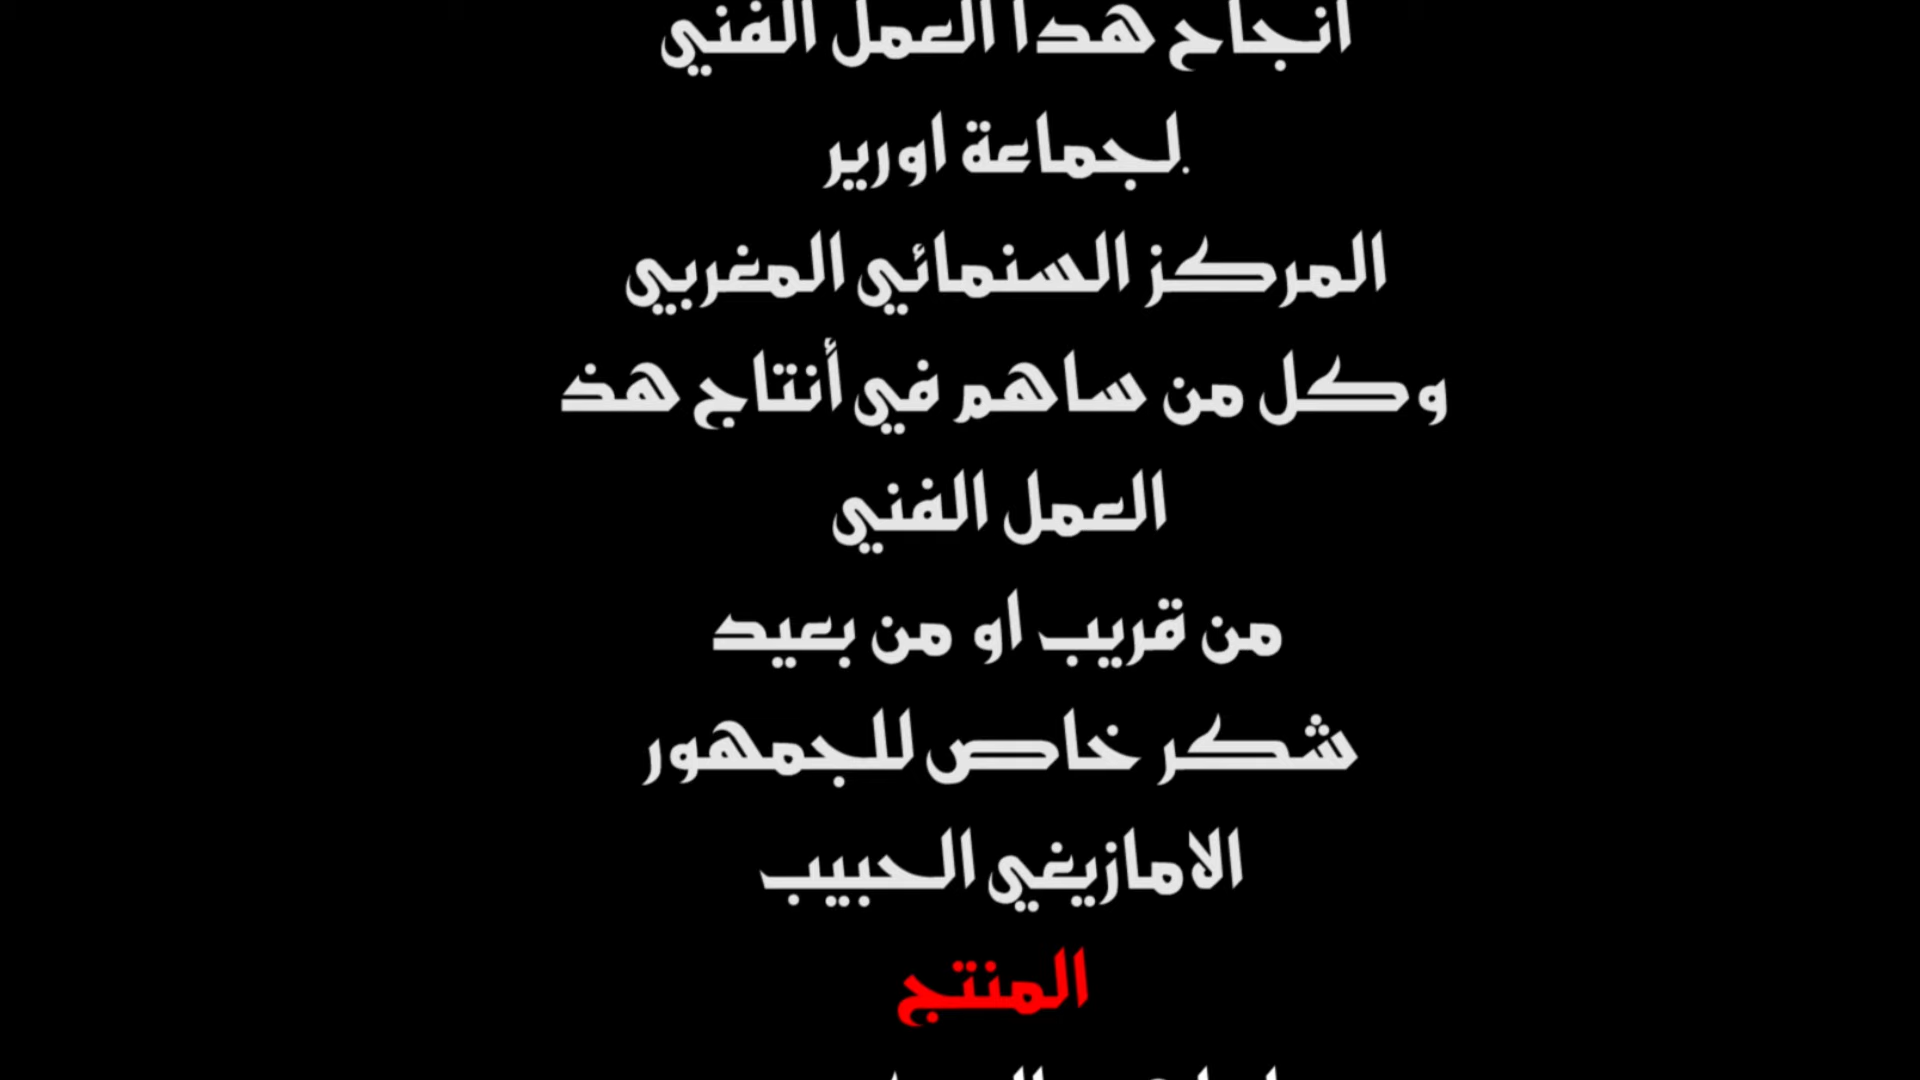 انجاح هدا العمل الفني
لجماعة اورير.
المركز السنمائي المغربي
وكل من ساهم في أنتاج هذ
العمل الفني
من قريب او من بعيد
شكر خاص للجمهور
الامازيغي الحبيب
المنتج